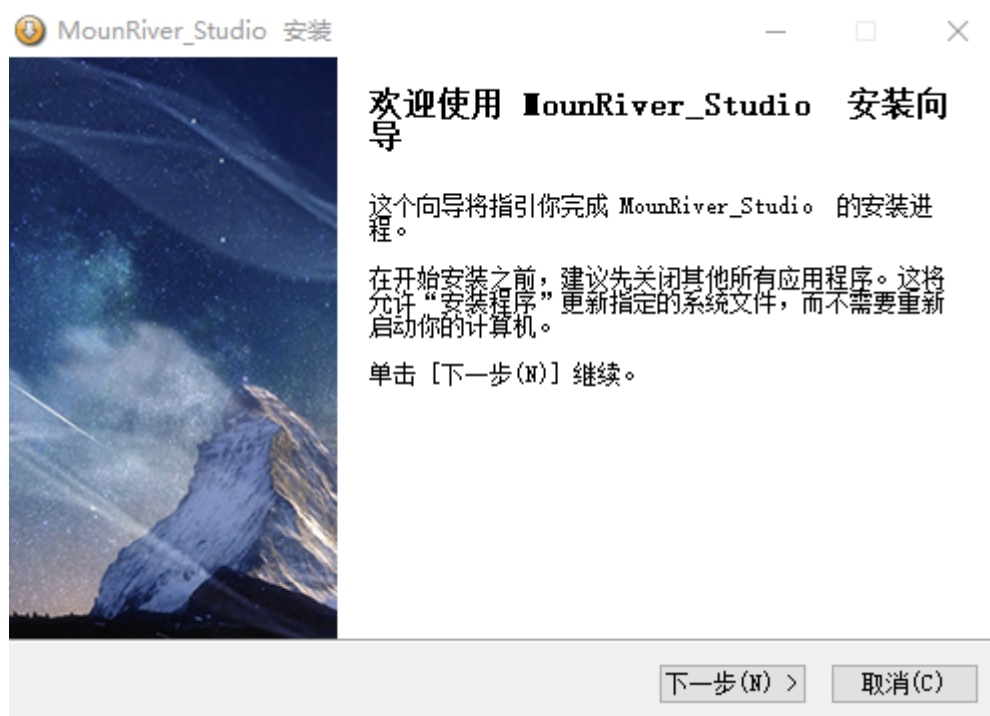 MounRiver_Studio 安装
欢迎使用 MounRiver_Studio 安装向
导
这个向导将指引你完成 MounRiver_Studio 的安装进
程。
在开始安装之前，建议先关闭其他所有应用程序。这将
允许“安装程序”更新指定的系统文件，而不需要重新
启动你的计算机。
单击 [下一步(N)] 继续。
下一步(N) >
取消(C)